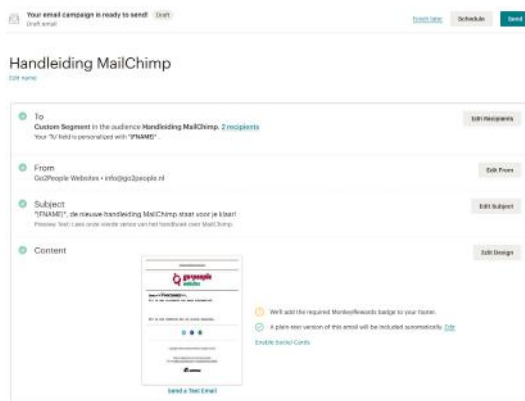 Your email campaign is ready to send! Draft
Draft email
Finish later
Schedule
Send
Handleiding MailChimp
Edit name
To
Custom Segment in the audience Handleiding MailChimp. 2 recipients
Your 'To' field is personalized with *|FNAME|*.
Edit Recipients
From
Go2People Websites • info@go2people.nl
Edit From
Subject
*|FNAME|*, de nieuwe handleiding MailChimp staat voor je klaar!
Preview Text: Lees onze vierde versie van het handboek over MailChimp.
Edit Subject
Content
Edit Design
go2people
websites
We'll add the required MonkeyRewards badge to your footer.
A plain-text version of this email will be included automatically. Edit
Enable Social Cards
Send a Test Email